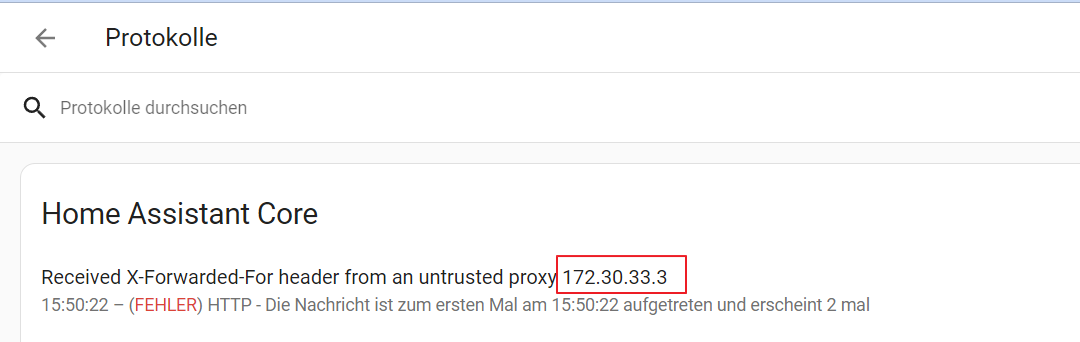 Protokolle
Protokolle durchsuchen
Home Assistant Core
Received X-Forwarded-For header from an untrusted proxy 172.30.33.3
15:50:22 – (FEHLER) HTTP - Die Nachricht ist zum ersten Mal am 15:50:22 aufgetreten und erscheint 2 mal